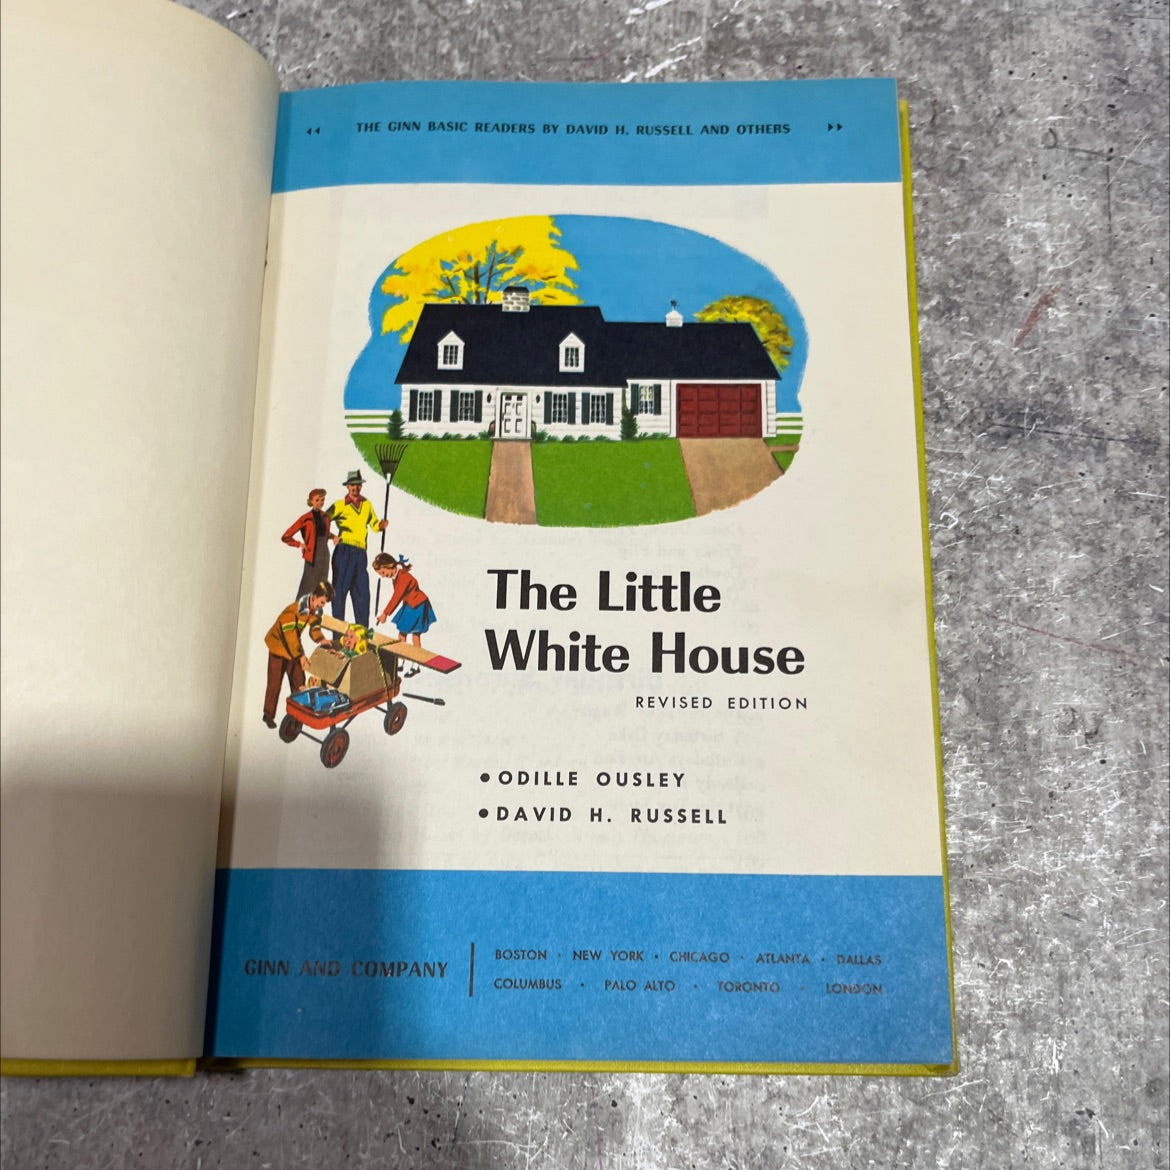 THE GINN BASIC READERS BY DAVID H. RUSSELL AND OTHERS
The Little
White House
REVISED EDITION
• ODILLE OUSLEY
• DAVID H. RUSSELL
GINN AND COMPANY
BOSTON · NEW YORK · CHICAGO · ATLANTA · DALLAS
COLUMBUS · PALO ALTO · TORONTO · LONDON